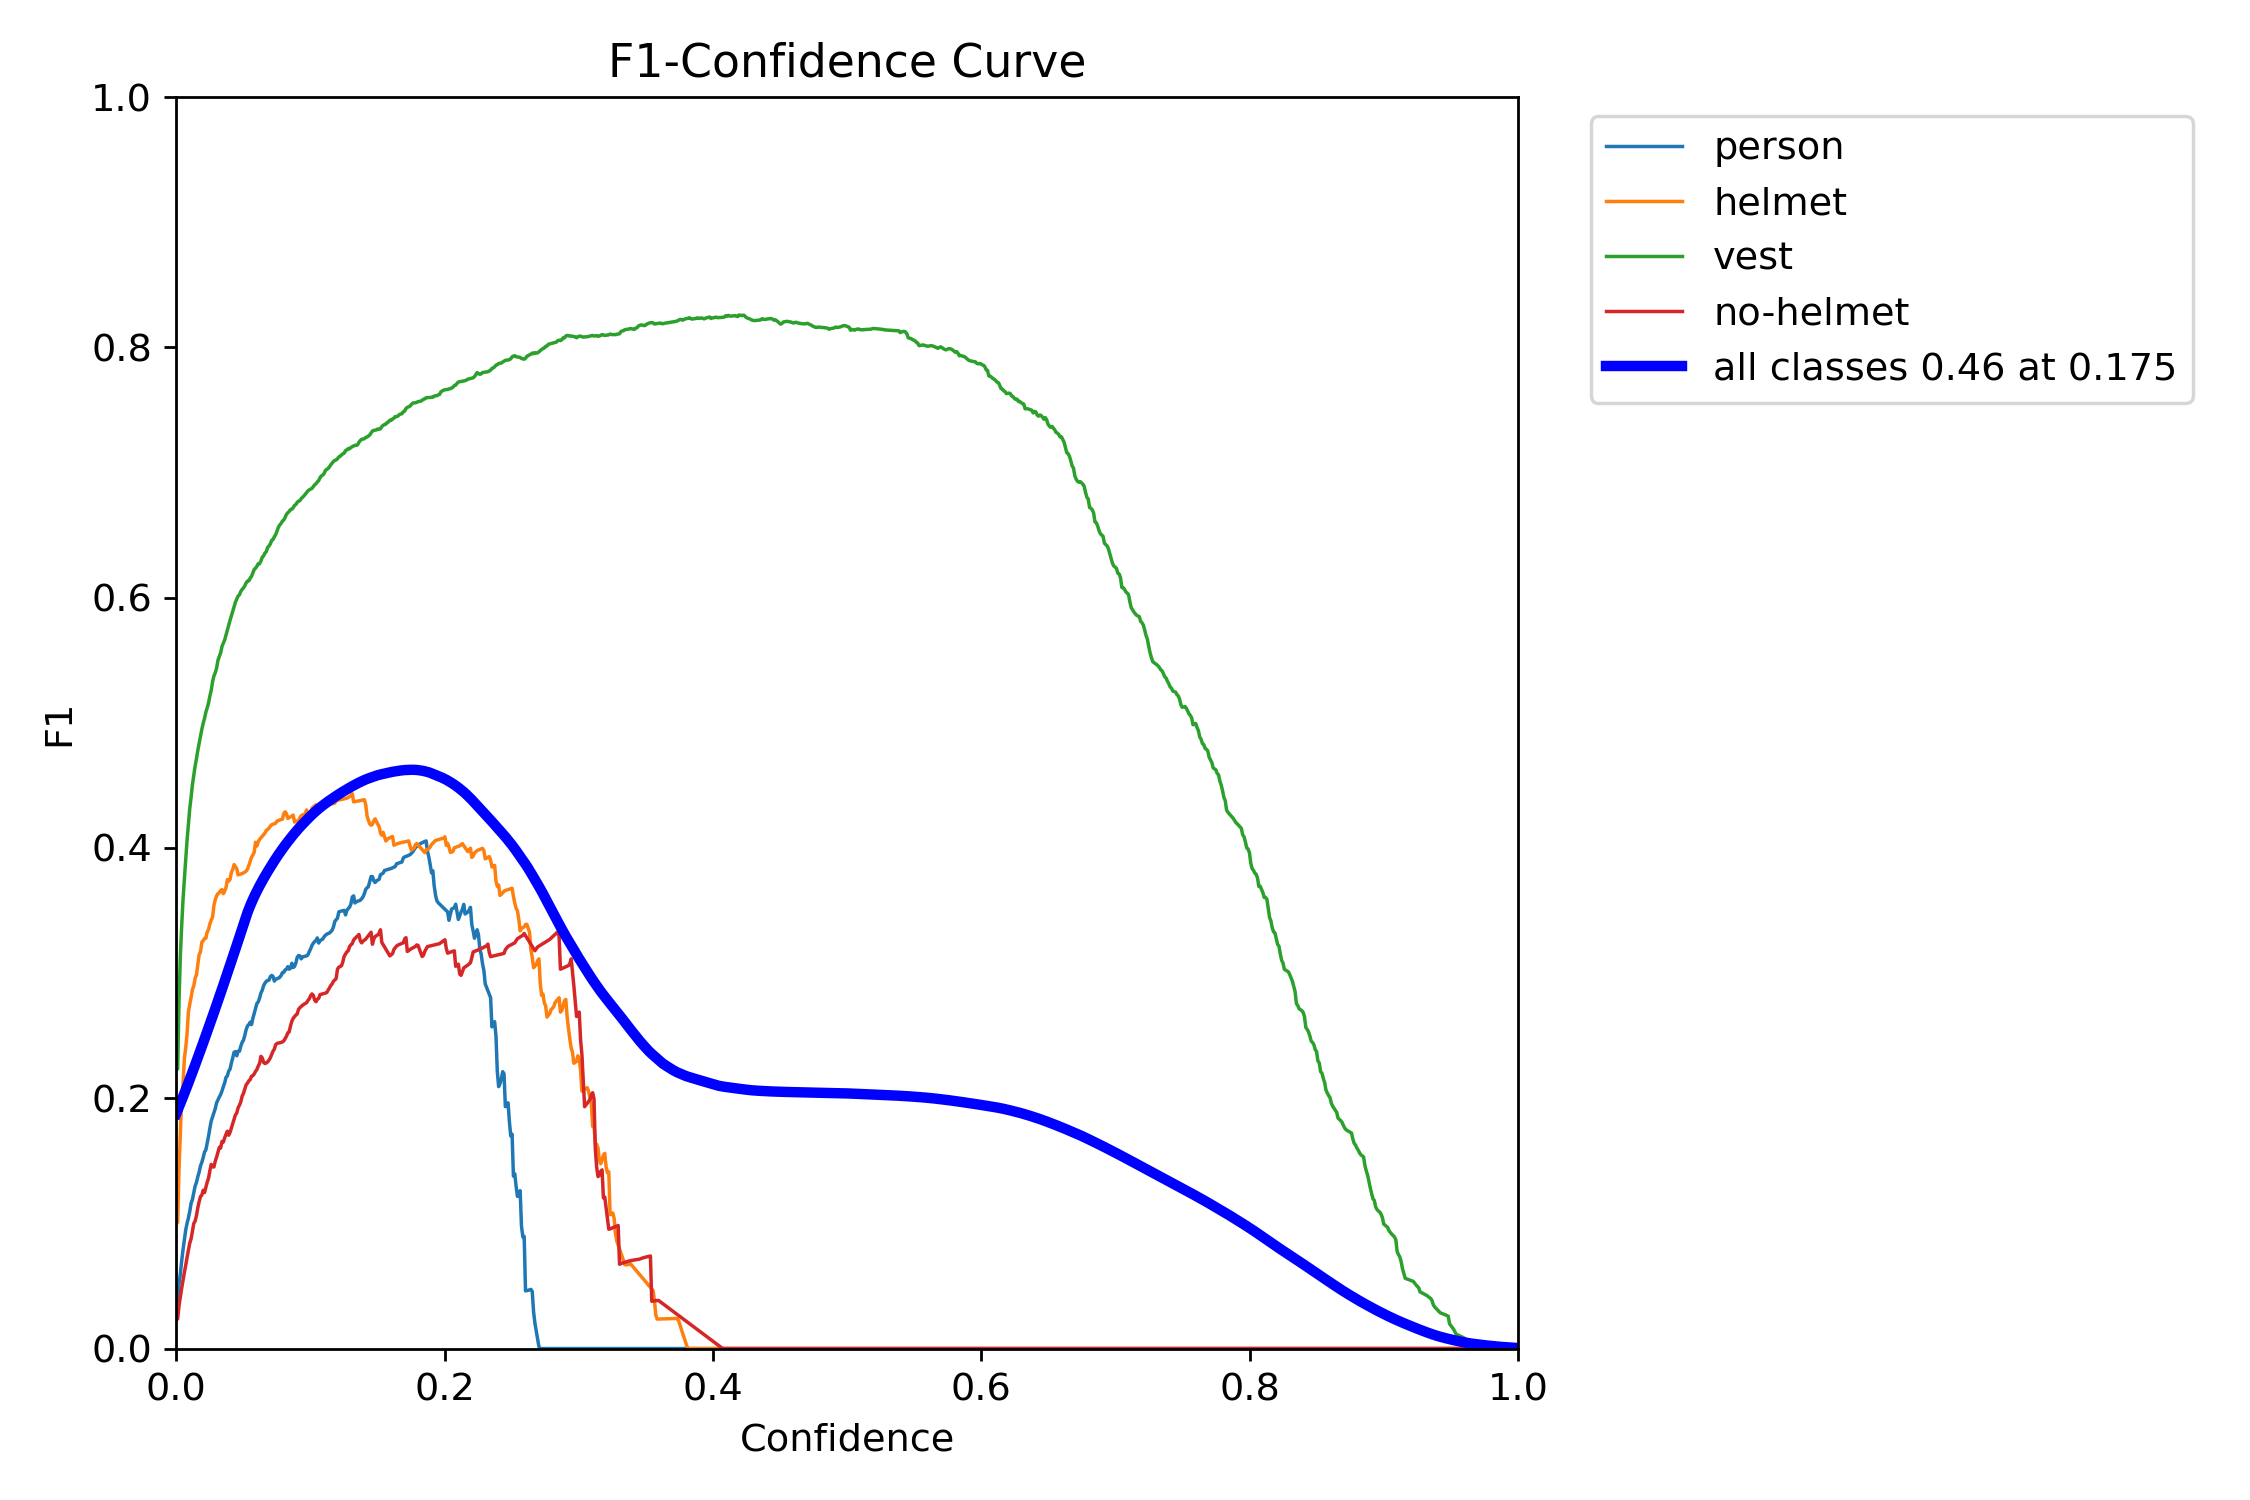 F1-Confidence Curve
1.0
0.8
0.6
0.4
0.2
0.0
F1
0.0 0.2 0.4 0.6 0.8 1.0
Confidence
person
helmet
vest
no-helmet
all classes 0.46 at 0.175